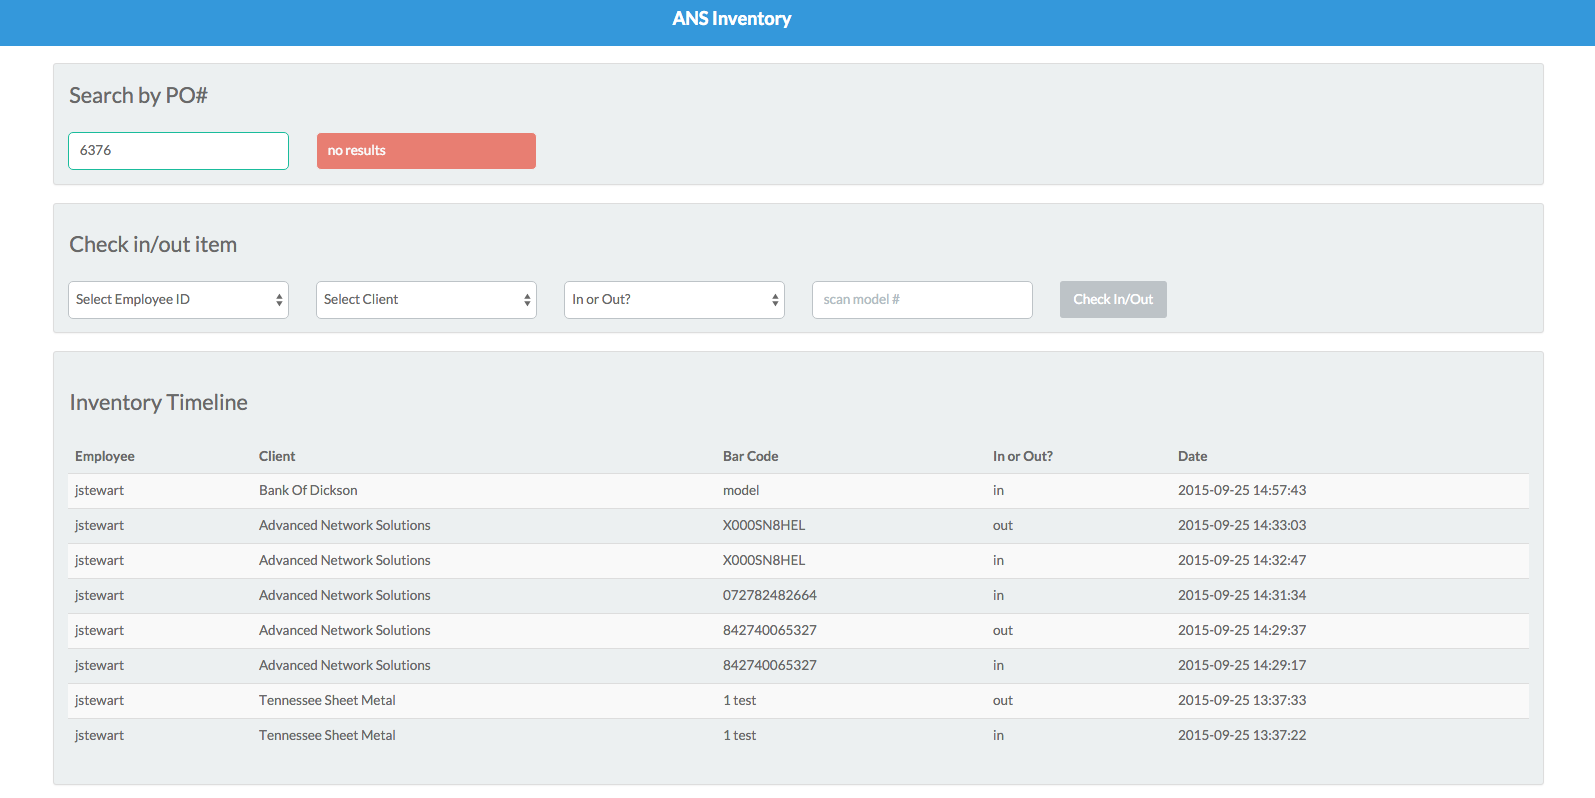 ANS Inventory
Search by PO#
6376 no results
Check in/out item
Select Employee ID Select Client In or Out? scan model # Check In/Out
Inventory Timeline
Employee Client Bar Code In or Out? Date
jstewart Bank Of Dickson model in 2015-09-25 14:57:43
jstewart Advanced Network Solutions X000SN8HEL out 2015-09-25 14:33:03
jstewart Advanced Network Solutions X000SN8HEL in 2015-09-25 14:32:47
jstewart Advanced Network Solutions 072782482664 in 2015-09-25 14:31:34
jstewart Advanced Network Solutions 842740065327 out 2015-09-25 14:29:37
jstewart Advanced Network Solutions 842740065327 in 2015-09-25 14:29:17
jstewart Tennessee Sheet Metal 1 test out 2015-09-25 13:37:33
jstewart Tennessee Sheet Metal 1 test in 2015-09-25 13:37:22